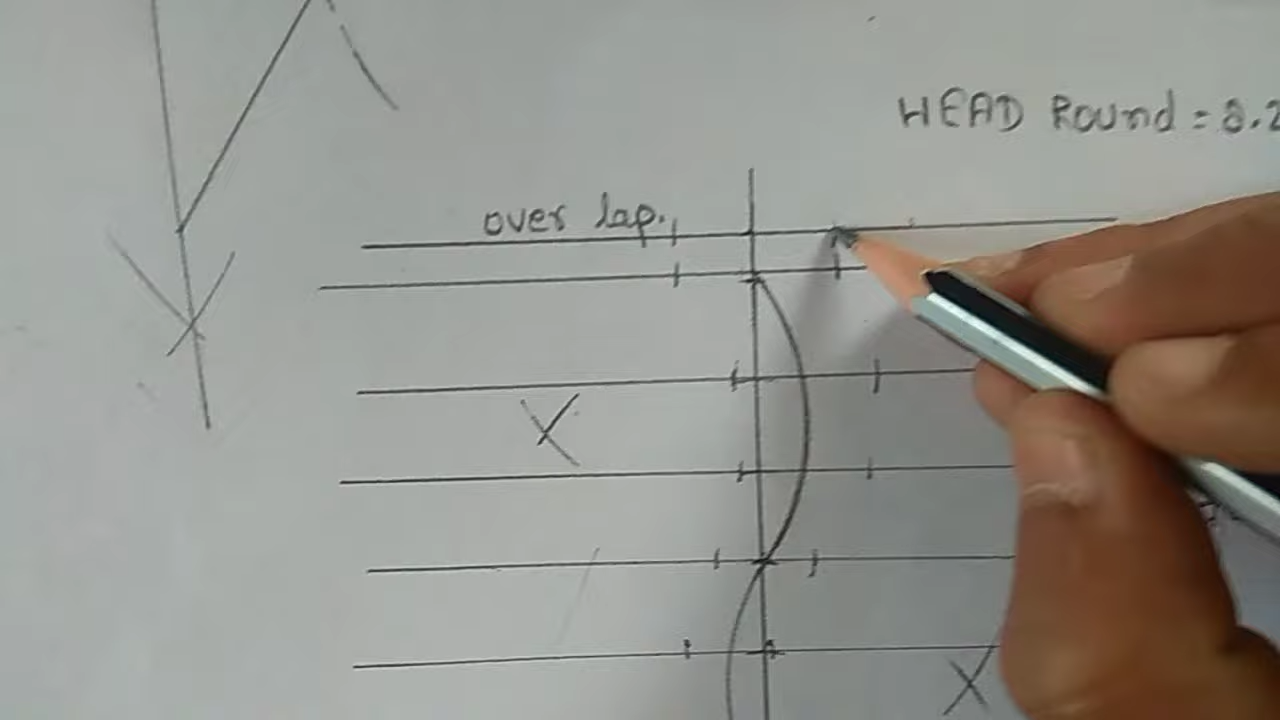 HEAD Round = 8.2
over lap.
X
X